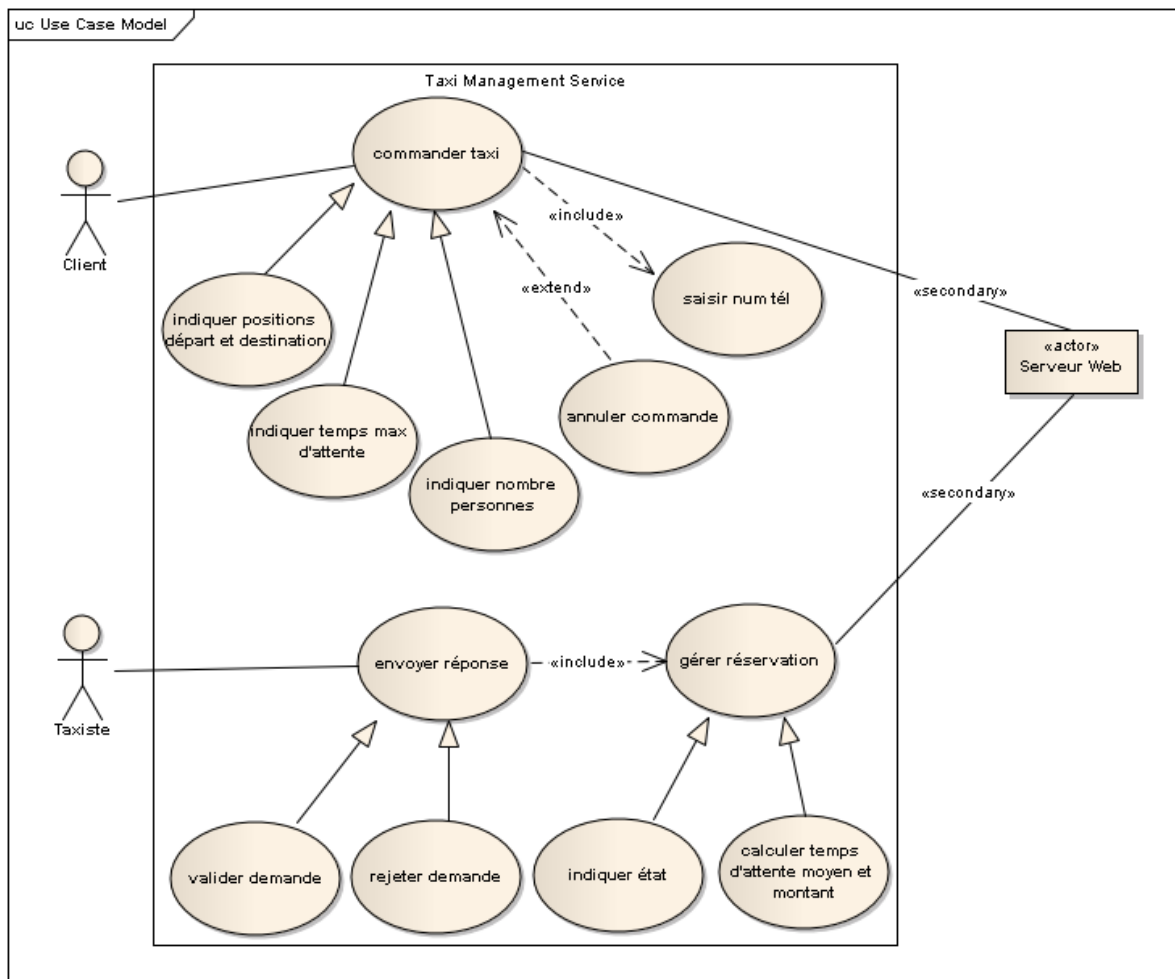 uc Use Case Model
Taxi Management Service
commander taxi
Client
«include»
«extend»
saisir num tél
«secondary»
indiquer positions
départ et destination
«actor»
Serveur Web
annuler commande
indiquer temps max
d'attente
indiquer nombre
personnes
«secondary»
Taxiste
envoyer réponse
«include»
gérer réservation
valider demande
rejeter demande
indiquer état
calculer temps
d'attente moyen et
montant